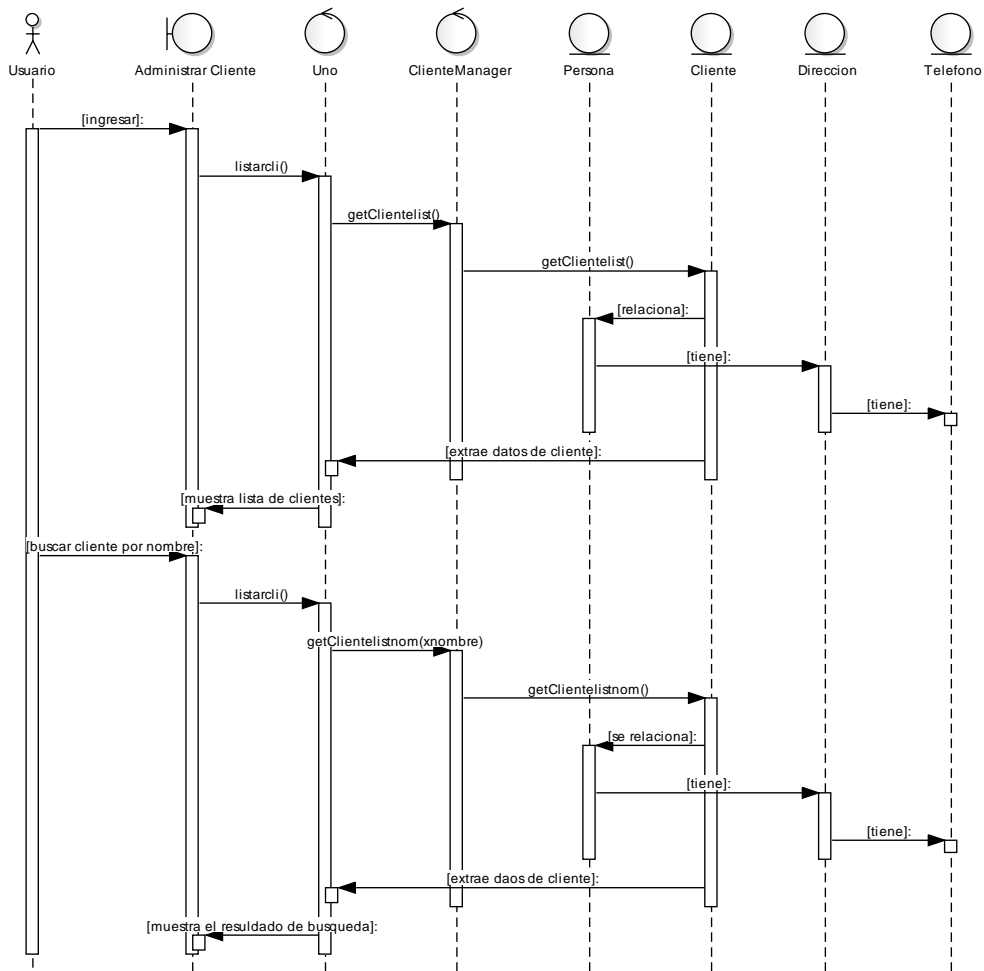 Usuario
Administrar Cliente
Uno
ClienteManager
Persona
Cliente
Direccion
Telefono
[ingresar]:
listarcli()
getClientelist()
getClientelist()
[relaciona]:
[tiene]:
[tiene]:
[extrae datos de cliente]:
[muestra lista de clientes]:
[buscar cliente por nombre]:
listarcli()
getClientelistnom(xnombre)
getClientelistnom()
[se relaciona]:
[tiene]:
[tiene]:
[extrae daos de cliente]:
[muestra el resuldado de busqueda]: